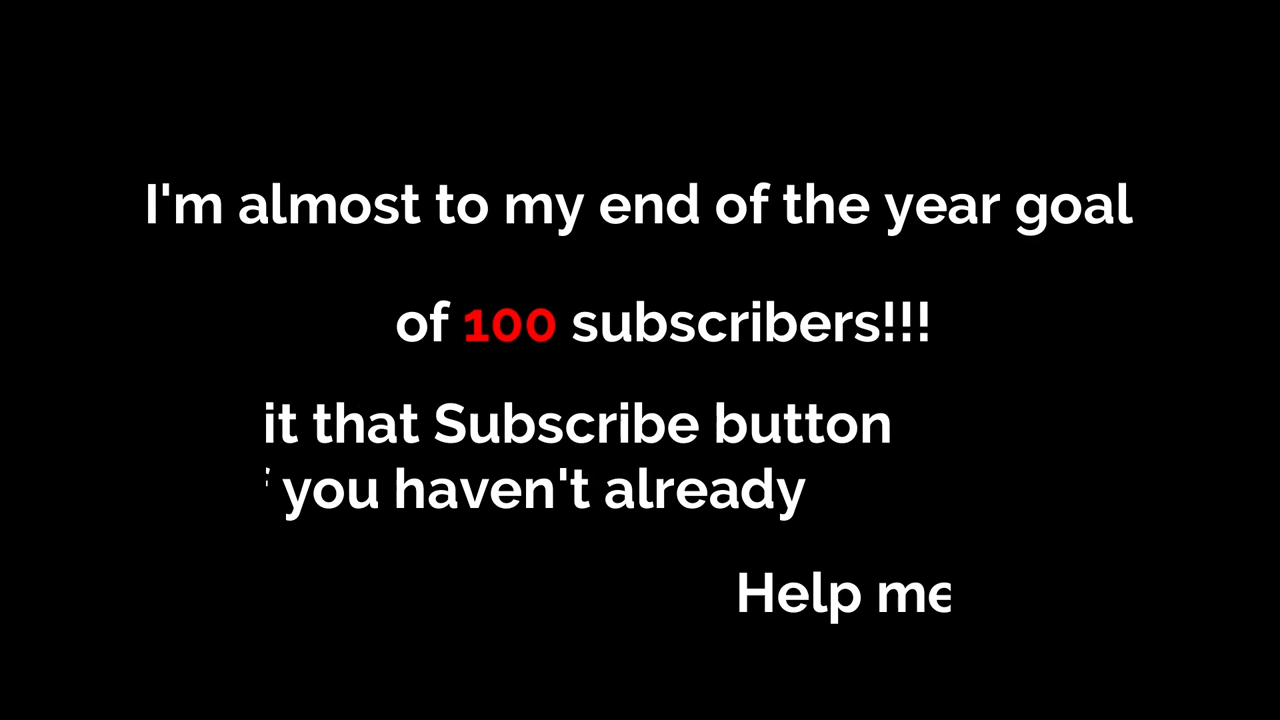 I'm almost to my end of the year goal
of 100 subscribers!!!
it that Subscribe button
you haven't already
Help me